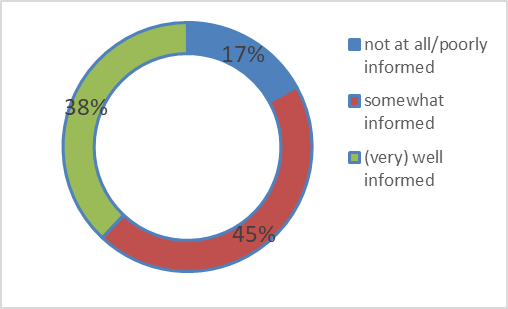 17%
38%
45%
not at all/poorly
informed
somewhat
informed
(very) well
informed